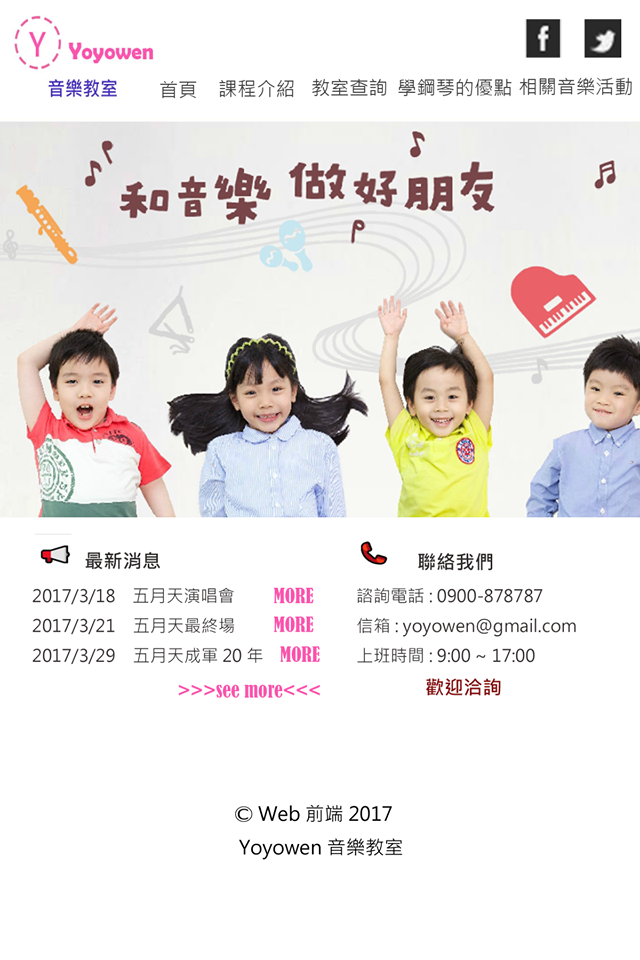 Y Yoyowen
音樂教室 首頁 課程介紹 教室查詢 學鋼琴的優點 相關音樂活動
和音樂 做好朋友
最新消息
2017/3/18 五月天演唱會 MORE
2017/3/21 五月天最終場 MORE
2017/3/29 五月天成軍 20 年 MORE
>>>see more<<<
聯絡我們
諮詢電話 : 0900-878787
信箱 : yoyowen@gmail.com
上班時間 : 9:00 ~ 17:00
歡迎洽詢
© Web 前端 2017
Yoyowen 音樂教室